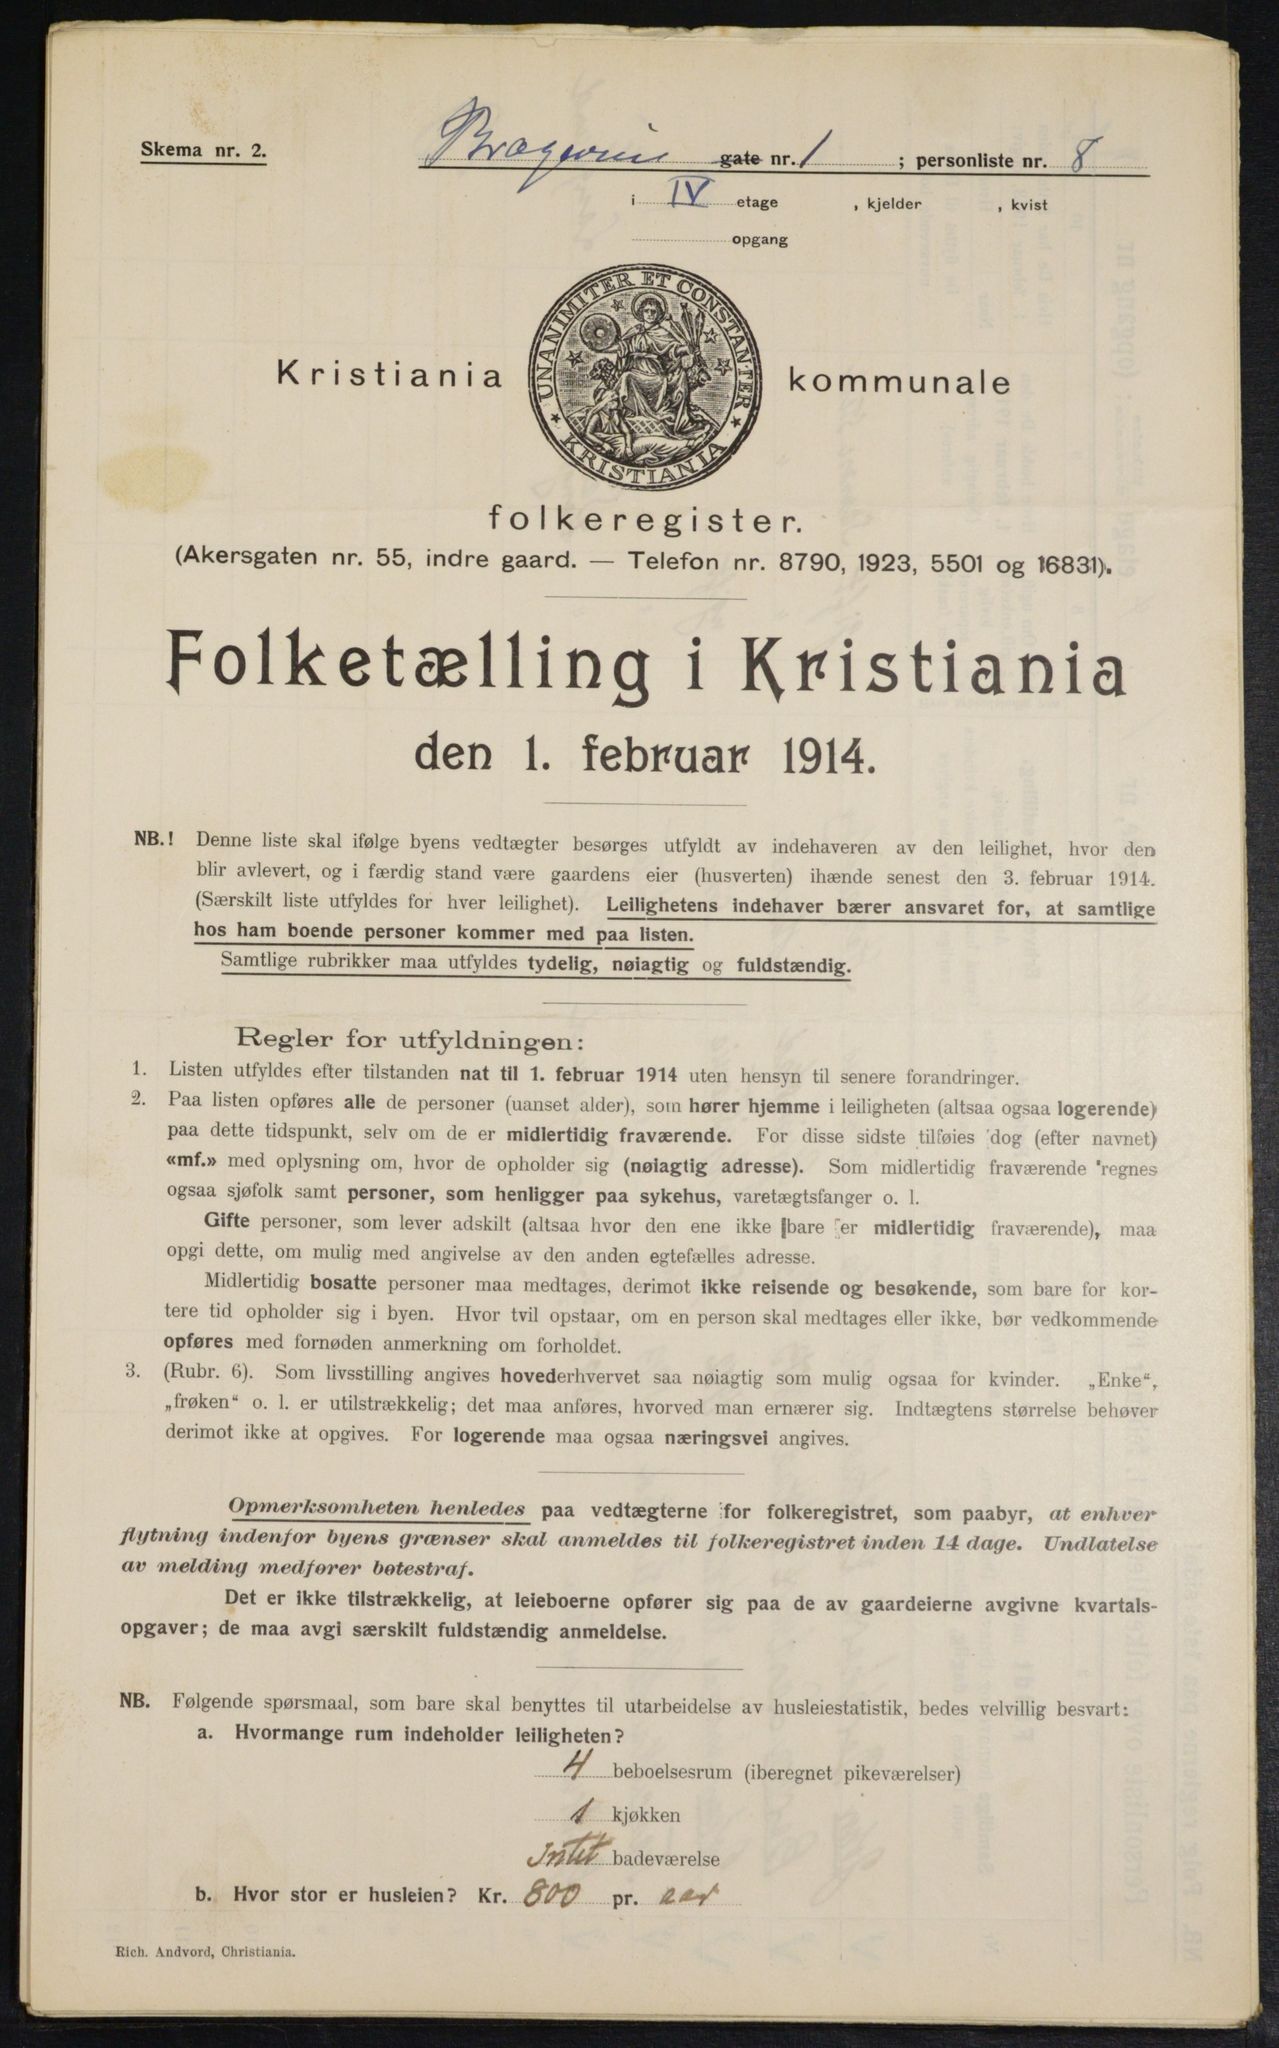 Skema nr. 2.
gate nr. 1 ; personliste nr. 8
i IV etage , kjelder , kvist
opgang
UNANIMITER ET CONSTANTER
KRISTIANIA
Kristiania kommunale
folkeregister.
(Akersgaten nr. 55, indre gaard. — Telefon nr. 8790, 1923, 5501 og 16831).
Folketælling i Kristiania
den 1. februar 1914.
NB.! Denne liste skal ifølge byens vedtægter besørges utfyldt av indehaveren av den leilighet, hvor den
blir avlevert, og i færdig stand være gaardens eier (husverten) ihænde senest den 3. februar 1914.
(Særskilt liste utfyldes for hver leilighet). Leilighetens indehaver bærer ansvaret for, at samtlige
hos ham boende personer kommer med paa listen.
Samtlige rubrikker maa utfyldes tydelig, nøiagtig og fuldstændig.
Regler for utfyldningen:
1. Listen utfyldes efter tilstanden nat til 1. februar 1914 uten hensyn til senere forandringer.
2. Paa listen opføres alle de personer (uanset alder), som hører hjemme i leiligheten (altsaa ogsaa logerende)
paa dette tidspunkt, selv om de er midlertidig fraværende. For disse sidste tilføies dog (efter navnet)
«mf.» med oplysning om, hvor de opholder sig (nøiagtig adresse). Som midlertidig fraværende regnes
ogsaa sjøfolk samt personer, som henligger paa sykehus, varetægtsfanger o. l.
Gifte personer, som lever adskilt (altsaa hvor den ene ikke bare er midlertidig fraværende), maa
opgi dette, om mulig med angivelse av den anden egtefælles adresse.
Midlertidig bosatte personer maa medtages, derimot ikke reisende og besøkende, som bare for kor-
tere tid opholder sig i byen. Hvor tvil opstaar, om en person skal medtages eller ikke, bør vedkommende
opføres med fornøden anmerkning om forholdet.
3. (Rubr. 6). Som livsstilling angives hovederhvervet saa nøiagtig som mulig ogsaa for kvinder. „Enke“,
„frøken“ o. l. er utilstrækkelig; det maa anføres, hvorved man ernærer sig. Indtægtens størrelse behøver
derimot ikke at opgives. For logerende maa ogsaa næringsvei angives.
Opmerksomheten henledes paa vedtægterne for folkeregistret, som paabyr, at enhver
flytning indenfor byens grænser skal anmeldes til folkeregistret inden 14 dage. Undlatelse
av melding medfører bøtestraf.
Det er ikke tilstrækkelig, at leieboerne opfører sig paa de av gaardeierne avgivne kvartals-
opgaver; de maa avgi særskilt fuldstændig anmeldelse.
NB. Følgende spørsmaal, som bare skal benyttes til utarbeidelse av husleiestatistik, bedes velvillig besvart:
a. Hvormange rum indeholder leiligheten?
4 beboelsesrum (iberegnet pikeværelser)
1 kjøkken
Intet badeværelse
b. Hvor stor er husleien? Kr. 800 pr. aar
Rich. Andvord, Christiania.